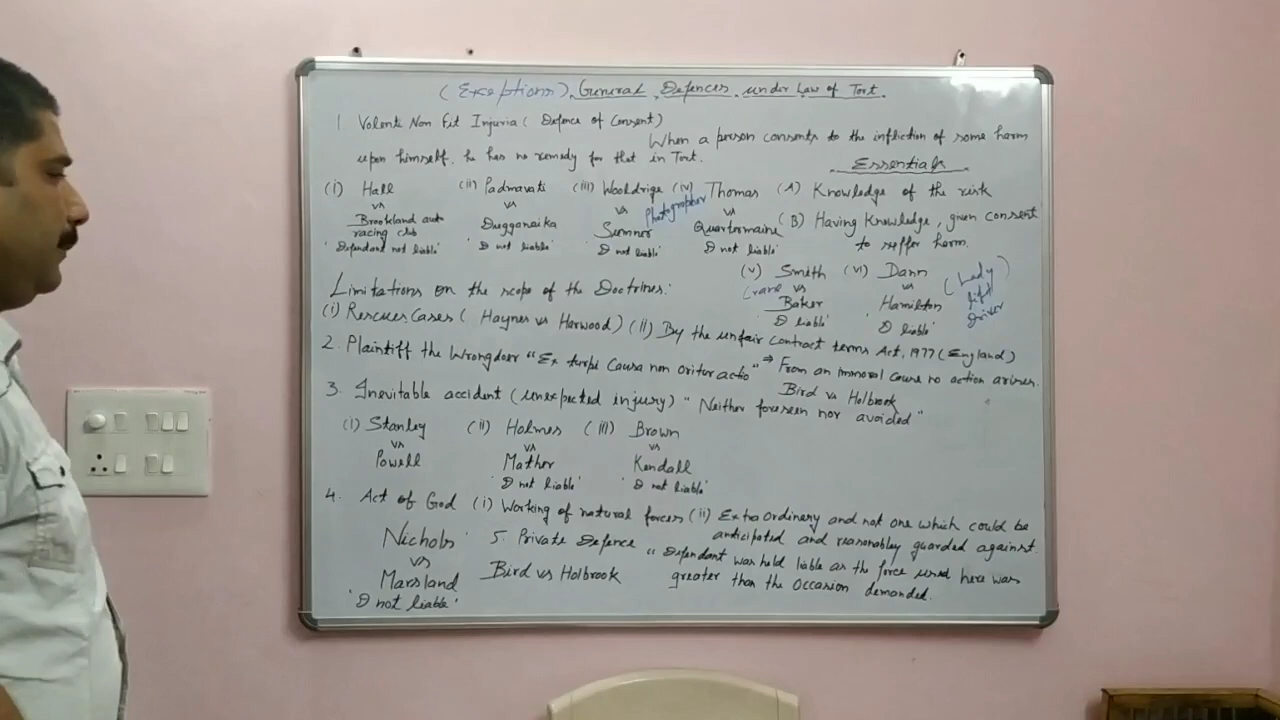 (Exceptions) General Defences under Law of Tort.
1 Volenti Non Fit Injuria (Defence of Consent)
When a person consents to the infliction of some harm
upon himself, he has no remedy for that in Tort.
Essentials
(i) Hall
vs
Brookland auto
racing club
'Defendant not liable'
(ii) Padmavati
vs
Dugganaika
'D not liable'
(iii) Wooldrige
vs
Sumner
'D not liable'
Photographer
(iv) Thomas
vs
Quartermaine
'D not liable'
(A) Knowledge of the risk
(B) Having Knowledge, given consent
to suffer harm.
(v) Smith
Crane vs
Baker
'D liable'
(vi) Dann
vs
Hamilton
'D liable'
(Lady)
lift
driver
Limitations on the scope of the Doctrines:
(i) Rescues Cases (Haynes vs Harwood) (ii) By the unfair contract terms Act, 1977 (England)
2. Plaintiff the Wrongdoer "Ex turpi Causa non oritur actio" ⇒ From an immoral cause no action arises.
Bird vs Holbrook
3. Inevitable accident (unexpected injury) "Neither foreseen nor avoided"
(i) Stanley
vs
Powell
(ii) Holmes
vs
Mather
'D not liable'
(iii) Brown
vs
Kendall
'D not liable'
4. Act of God (i) Working of natural forces (ii) Extraordinery and not one which could be
anticipated and reasonabley guarded against.
Nichols
vs
Marsland
'D not liable'
5. Private Defence
Bird vs Holbrook
"Defendant was held liable as the force used here was
greater than the occasion demanded.